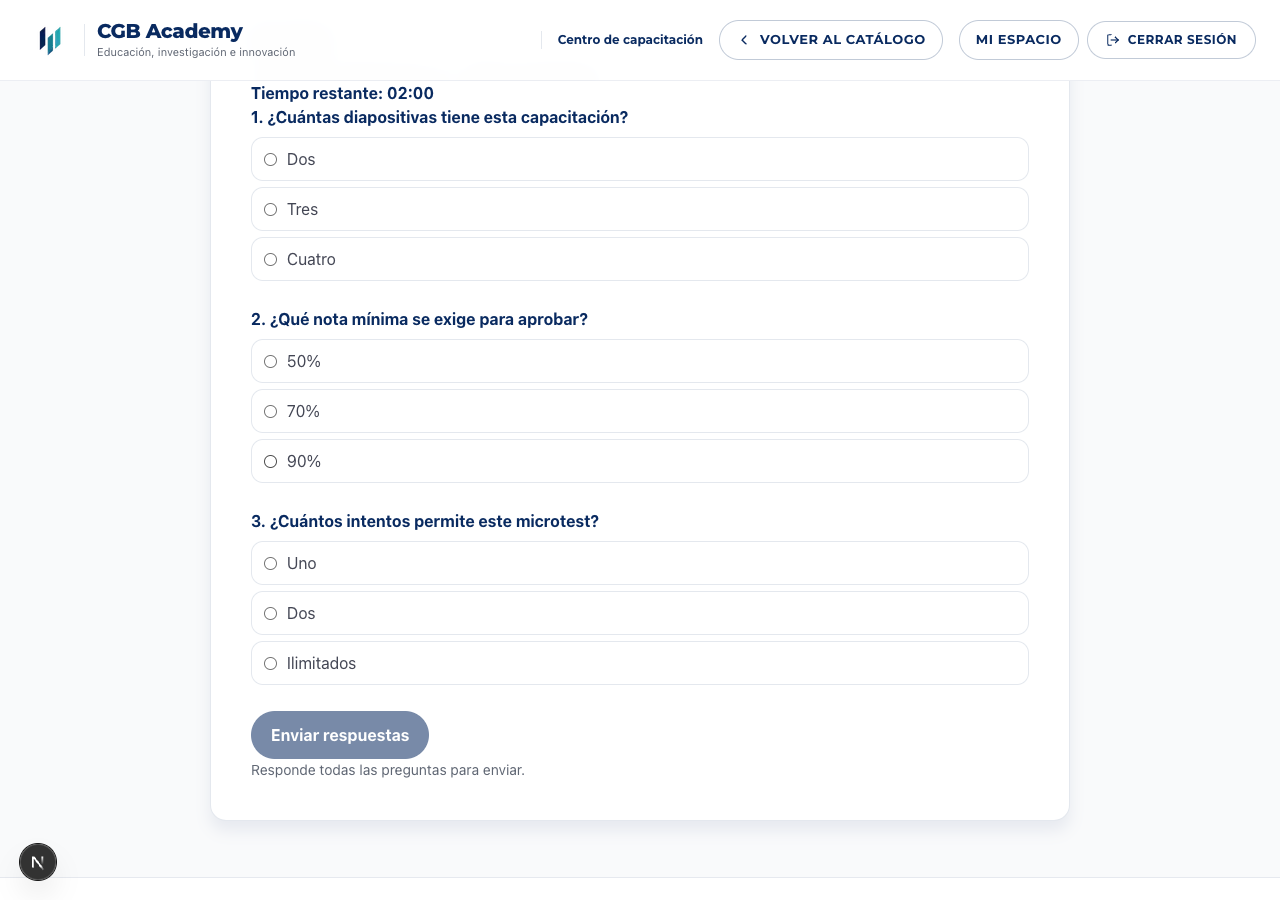 CGB Academy
Educación, investigación e innovación
Centro de capacitación
VOLVER AL CATÁLOGO
MI ESPACIO
CERRAR SESIÓN
Tiempo restante: 02:00
1. ¿Cuántas diapositivas tiene esta capacitación?
Dos
Tres
Cuatro
2. ¿Qué nota mínima se exige para aprobar?
50%
70%
90%
3. ¿Cuántos intentos permite este microtest?
Uno
Dos
Ilimitados
Enviar respuestas
Responde todas las preguntas para enviar.
N